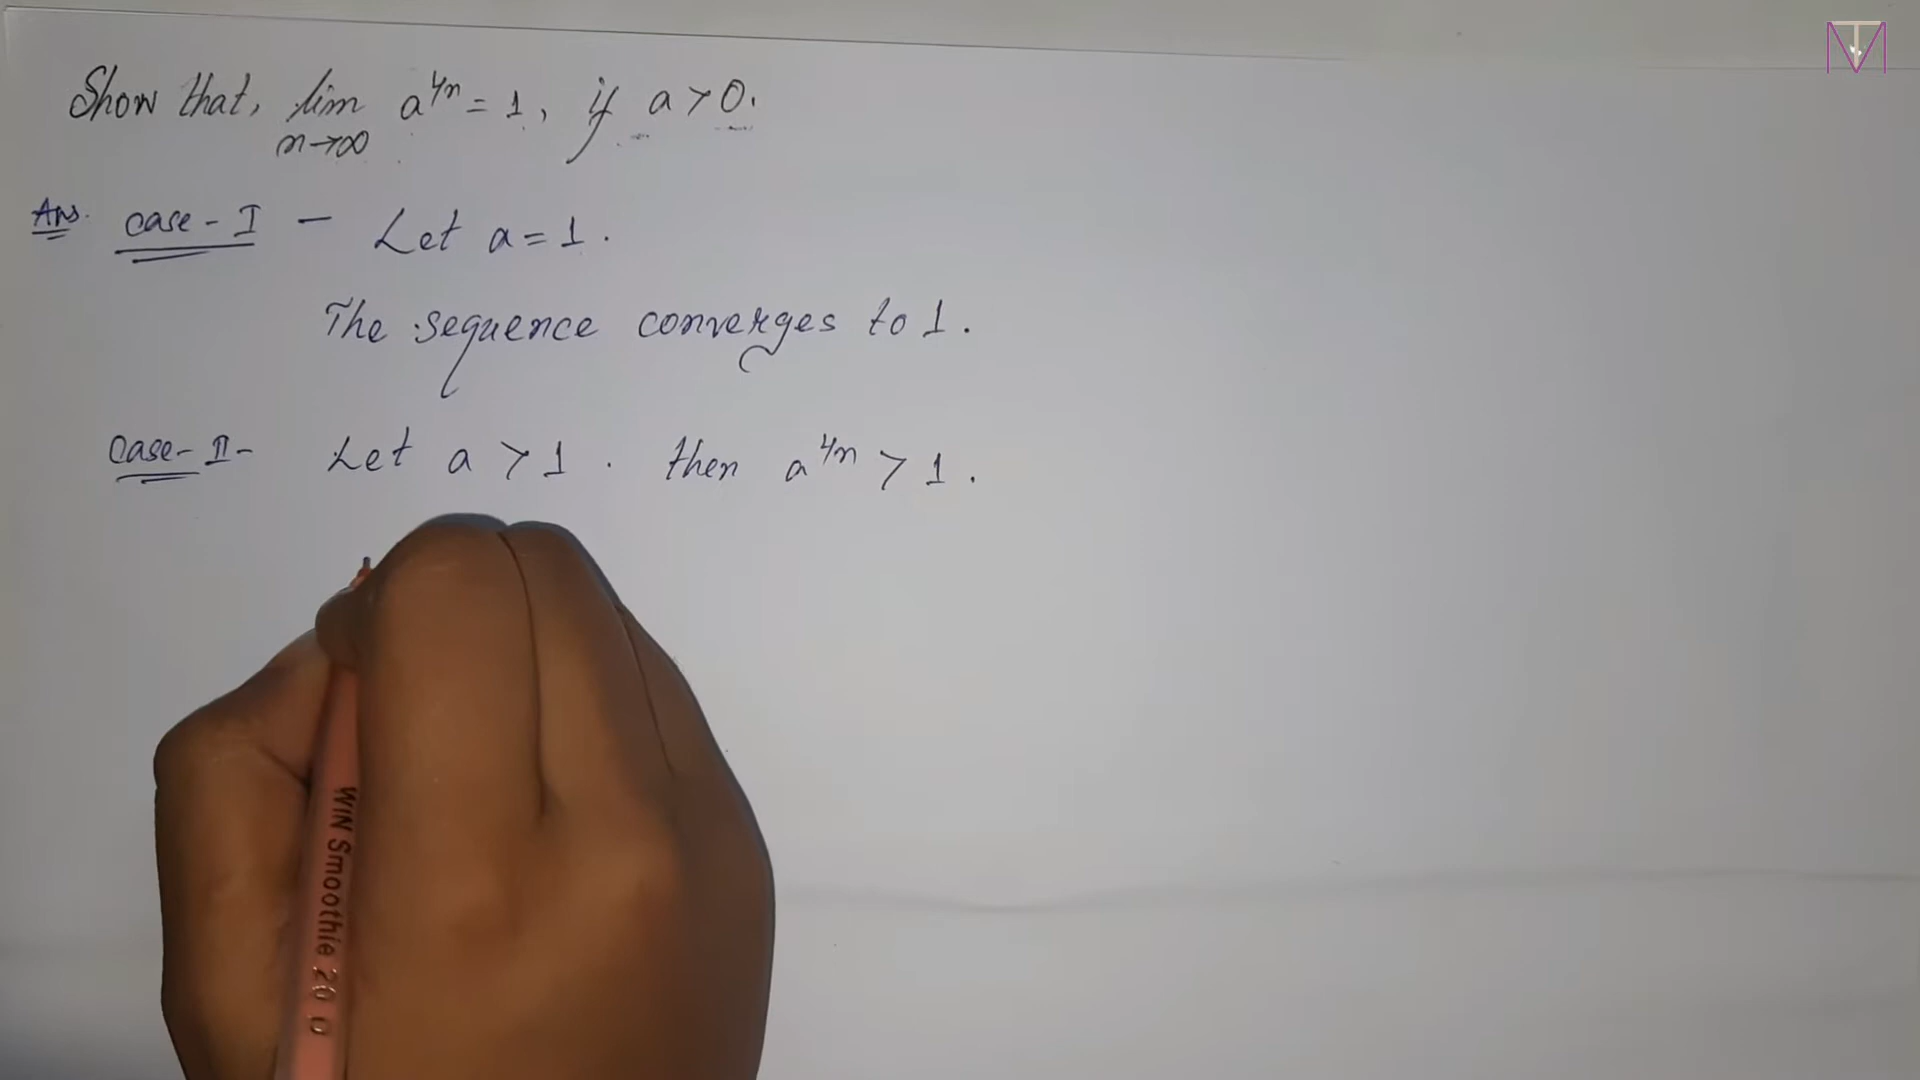 Show that, lim a^1/n = 1, if a > 0.
n→∞
Ans. Case - I - Let a = 1.
The sequence converges to 1.
Case - II - Let a > 1. then a^1/n > 1.
WIN Smoothie 20 0